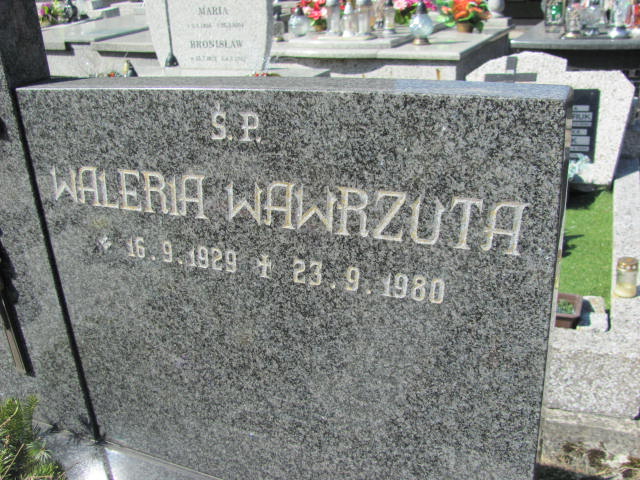 MARIA
BRONISŁAW
Ś.P.
WALERIA WAWRZUTA
* 16.9.1929 ✝ 23.9.1980